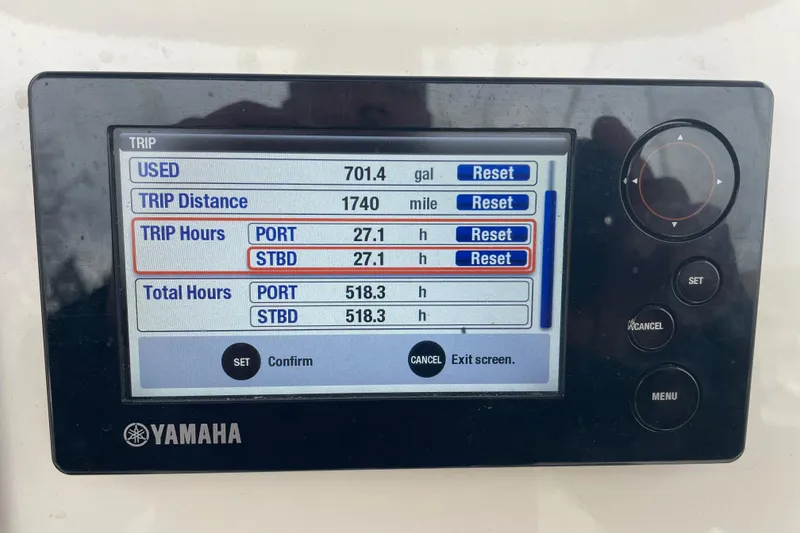 TRIP
USED 701.4 gal Reset
TRIP Distance 1740 mile Reset
TRIP Hours PORT 27.1 h Reset
STBD 27.1 h Reset
Total Hours PORT 518.3 h
STBD 518.3 h
SET Confirm CANCEL Exit screen.
SET
CANCEL
MENU
YAMAHA